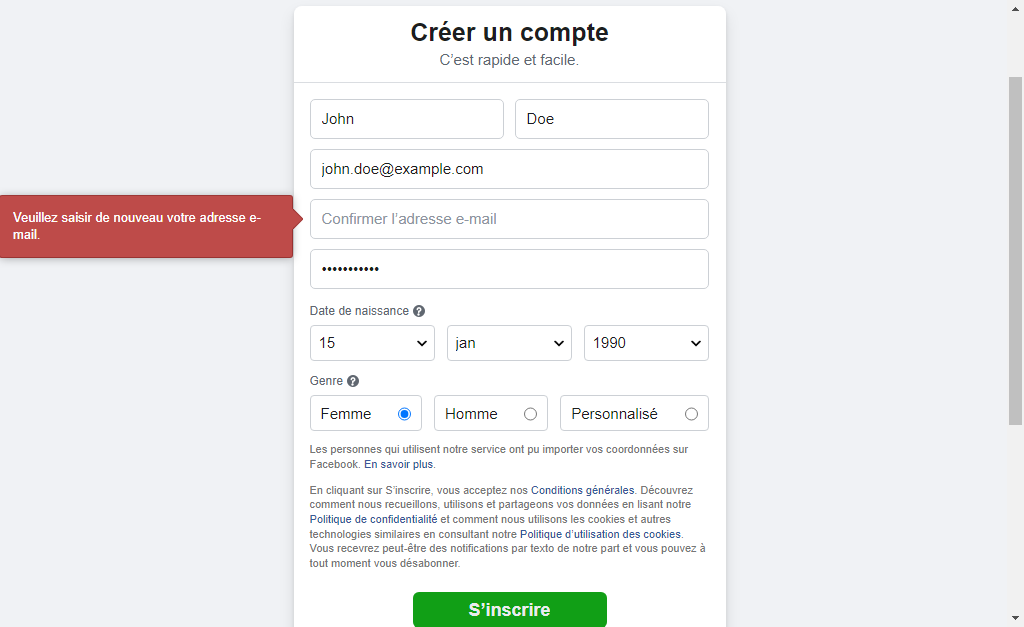 Créer un compte
C’est rapide et facile.
John
Doe
john.doe@example.com
Veuillez saisir de nouveau votre adresse e-
mail.
Confirmer l’adresse e-mail
•••••••••••
Date de naissance ?
15
jan
1990
Genre ?
Femme
Homme
Personnalisé
Les personnes qui utilisent notre service ont pu importer vos coordonnées sur
Facebook. En savoir plus.
En cliquant sur S’inscrire, vous acceptez nos Conditions générales. Découvrez
comment nous recueillons, utilisons et partageons vos données en lisant notre
Politique de confidentialité et comment nous utilisons les cookies et autres
technologies similaires en consultant notre Politique d’utilisation des cookies.
Vous recevrez peut-être des notifications par texto de notre part et vous pouvez à
tout moment vous désabonner.
S’inscrire